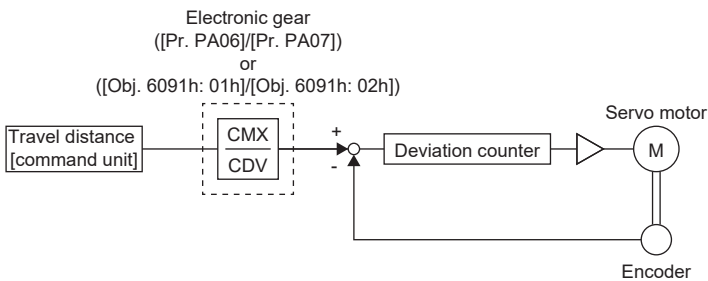 Electronic gear
([Pr. PA06]/[Pr. PA07])
or
([Obj. 6091h: 01h]/[Obj. 6091h: 02h])
Servo motor
Travel distance
[command unit]
CMX
CDV
+
-
Deviation counter
M
Encoder